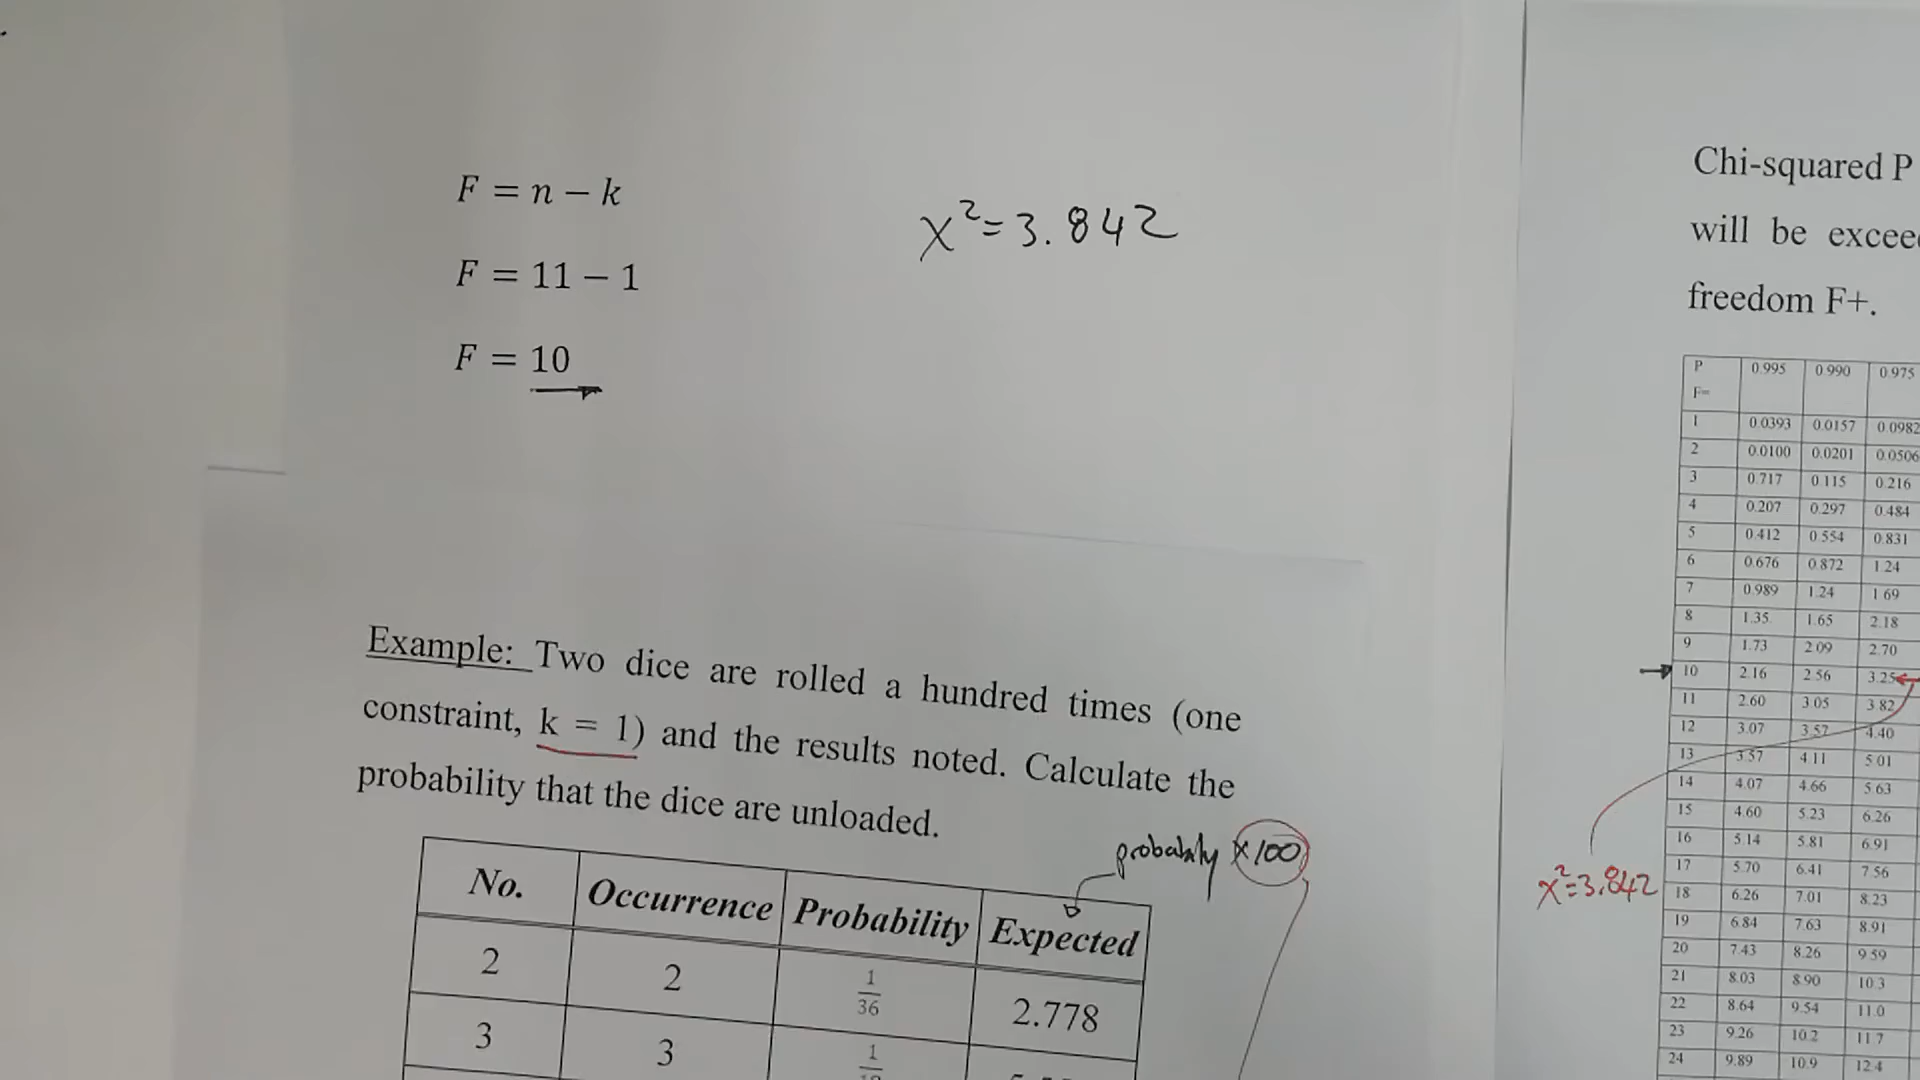 F = n − k
F = 11 − 1
F = 10
χ²=3.842
Example: Two dice are rolled a hundred times (one
constraint, k = 1) and the results noted. Calculate the
probability that the dice are unloaded.
probability ×100
No. Occurrence Probability Expected
2 2 1/36 2.778
3 3
Chi-squared P
will be
freedom F+.
P 0.995 0.990 0.975
F=
1 0.0393 0.0157 0.0982
2 0.0100 0.0201 0.0506
3 0.717 0.115 0.216
4 0.207 0.297 0.484
5 0.412 0.554 0.831
6 0.676 0.872 1.24
7 0.989 1.24 1.69
8 1.35 1.65 2.18
9 1.73 2.09 2.70
10 2.16 2.56 3.25
11 2.60 3.05 3.82
12 3.07 3.57 4.40
13 3.57 4.11 5.01
14 4.07 4.66 5.63
15 4.60 5.23 6.26
16 5.14 5.81 6.91
17 5.70 6.41 7.56
χ²=3.842
18 6.26 7.01 8.23
19 6.84 7.63 8.91
20 7.43 8.26 9.59
21 8.03 8.90 10.3
22 8.64 9.54 11.0
23 9.26 10.2 11.7
24 9.89 10.9 12.4